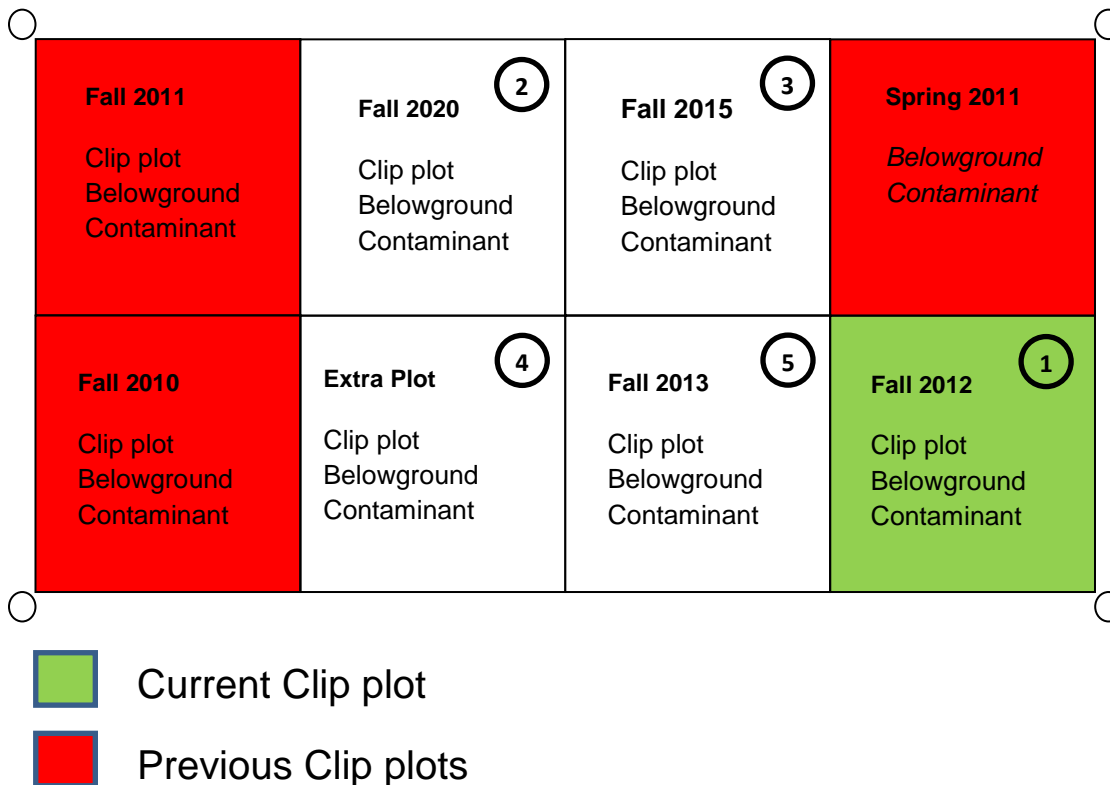 Fall 2011
Clip plot
Belowground
Contaminant
2
Fall 2020
Clip plot
Belowground
Contaminant
3
Fall 2015
Clip plot
Belowground
Contaminant
Spring 2011
Belowground
Contaminant
Fall 2010
Clip plot
Belowground
Contaminant
4
Extra Plot
Clip plot
Belowground
Contaminant
5
Fall 2013
Clip plot
Belowground
Contaminant
1
Fall 2012
Clip plot
Belowground
Contaminant
Current Clip plot
Previous Clip plots